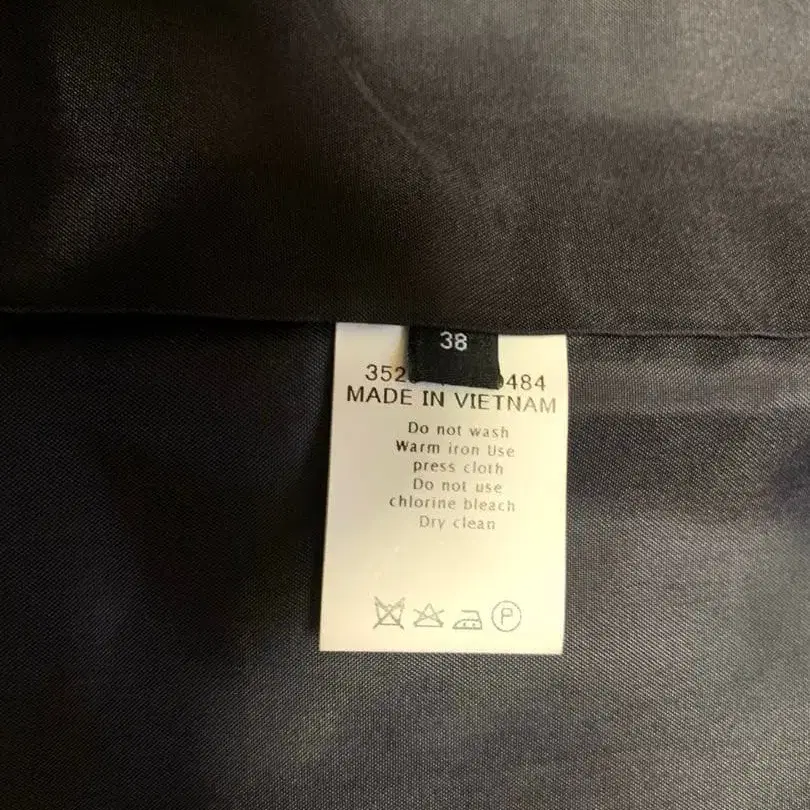 38
352 484
MADE IN VIETNAM
Do not wash
Warm iron Use
press cloth
Do not use
chlorine bleach
Dry clean
P